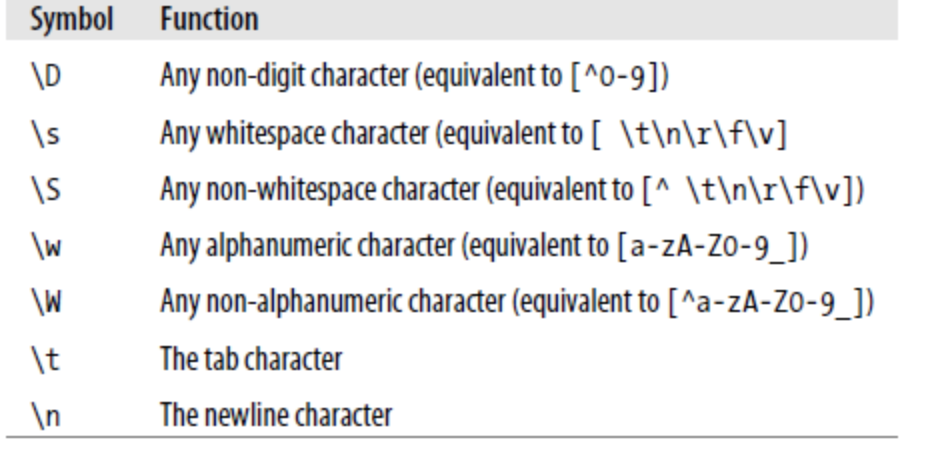 Symbol Function
\D Any non-digit character (equivalent to [^0-9])
\s Any whitespace character (equivalent to [ \t\n\r\f\v]
\S Any non-whitespace character (equivalent to [^ \t\n\r\f\v])
\w Any alphanumeric character (equivalent to [a-zA-Z0-9_])
\W Any non-alphanumeric character (equivalent to [^a-zA-Z0-9_])
\t The tab character
\n The newline character